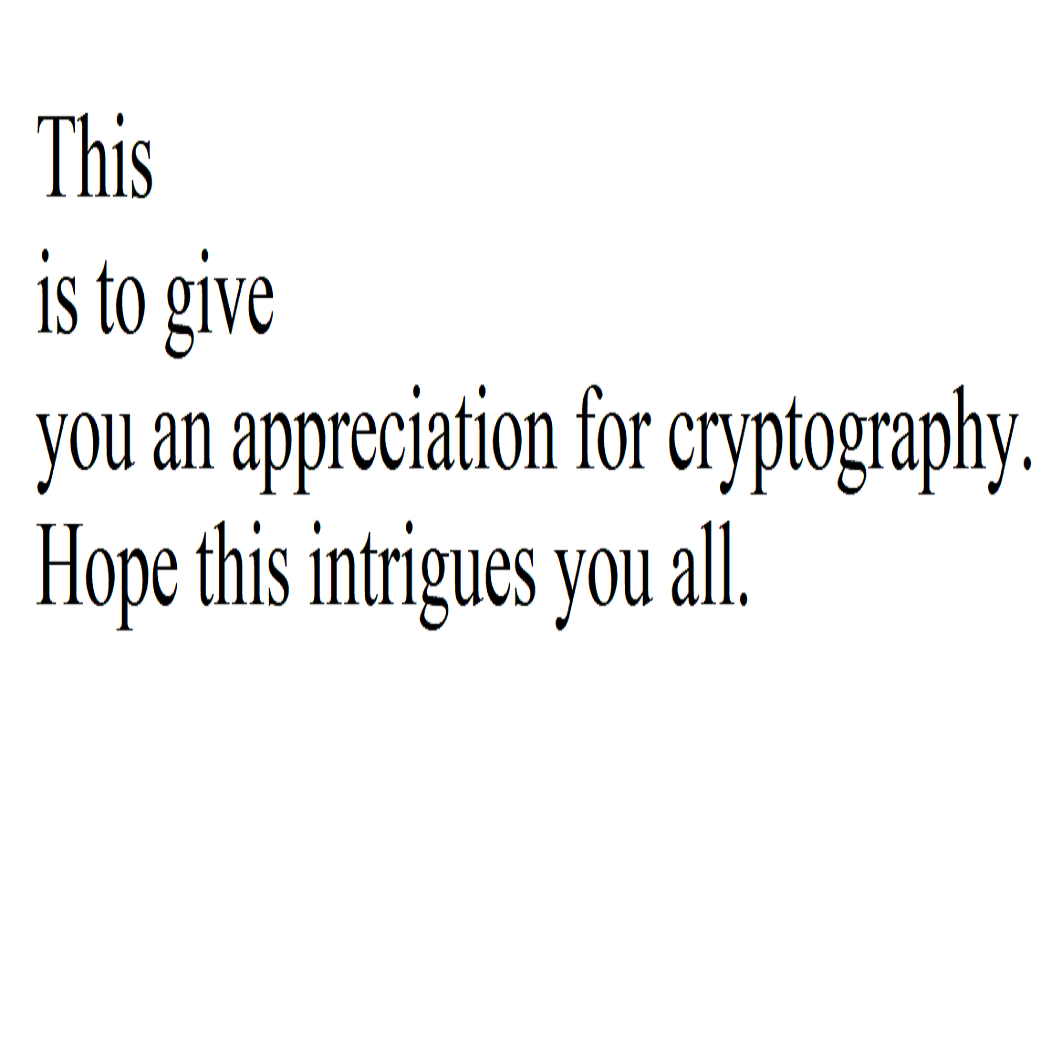 This
is to give
you an appreciation for cryptography.
Hope this intrigues you all.